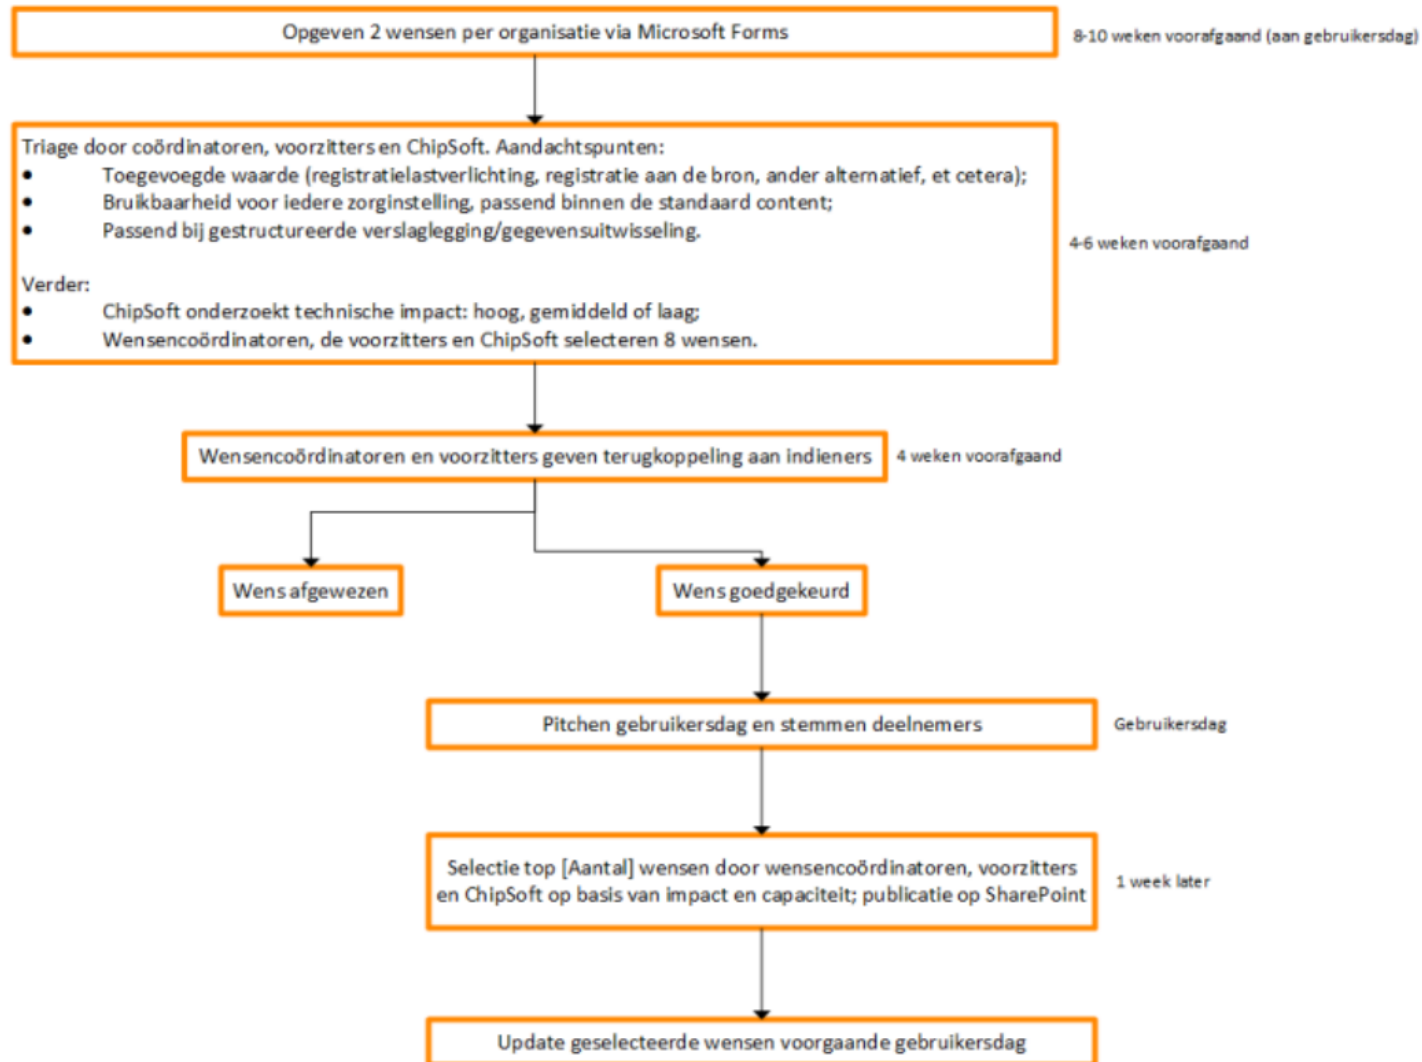 Opgeven 2 wensen per organisatie via Microsoft Forms
8-10 weken voorafgaand (aan gebruikersdag)
Triage door coördinatoren, voorzitters en ChipSoft. Aandachtspunten:
● Toegevoegde waarde (registratielastverlichting, registratie aan de bron, ander alternatief, et cetera);
● Bruikbaarheid voor iedere zorginstelling, passend binnen de standaard content;
● Passend bij gestructureerde verslaglegging/gegevensuitwisseling.
Verder:
● ChipSoft onderzoekt technische impact: hoog, gemiddeld of laag;
● Wensencoördinatoren, de voorzitters en ChipSoft selecteren 8 wensen.
4-6 weken voorafgaand
Wensencoördinatoren en voorzitters geven terugkoppeling aan indieners
4 weken voorafgaand
Wens afgewezen
Wens goedgekeurd
Pitchen gebruikersdag en stemmen deelnemers
Gebruikersdag
Selectie top [Aantal] wensen door wensencoördinatoren, voorzitters
en ChipSoft op basis van impact en capaciteit; publicatie op SharePoint
1 week later
Update geselecteerde wensen voorgaande gebruikersdag